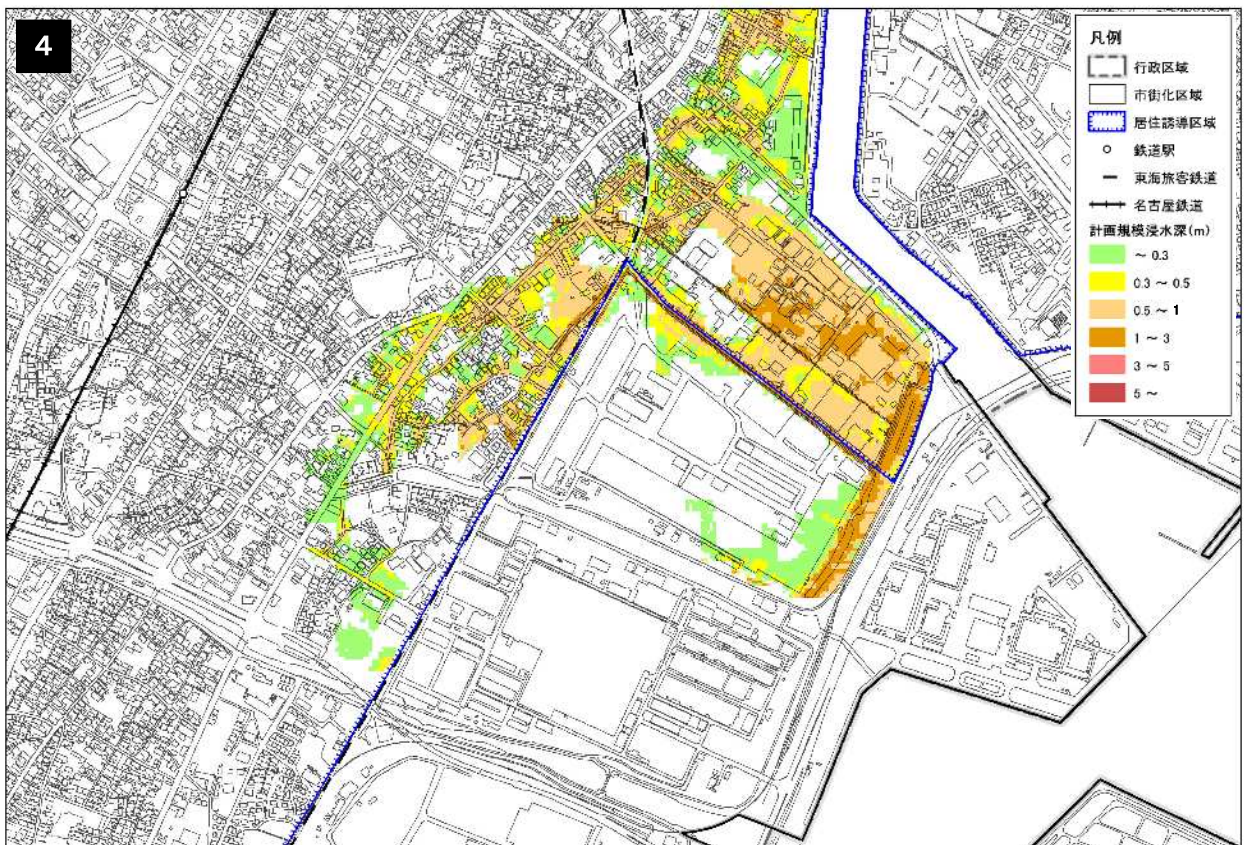 4
凡例
行政区域
市街化区域
居住誘導区域
鉄道駅
東海旅客鉄道
名古屋鉄道
計画規模浸水深(m)
～ 0.3
0.3 ～ 0.5
0.5 ～ 1
1 ～ 3
3 ～ 5
5 ～